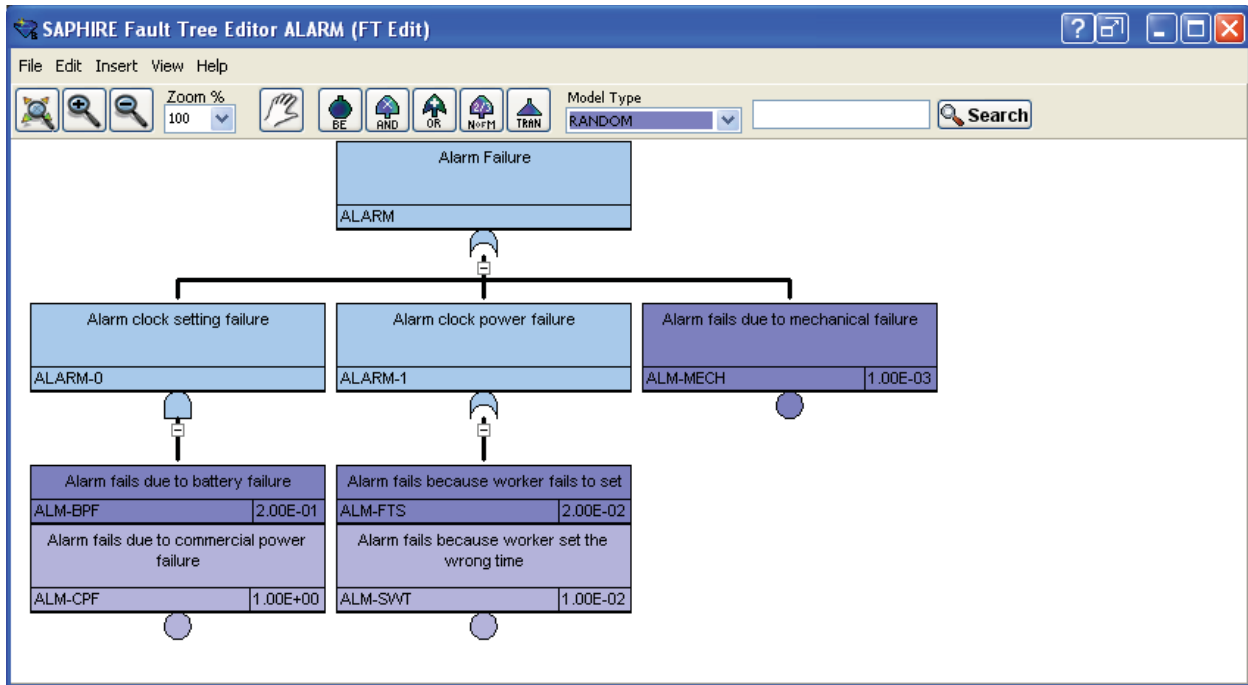 SAPHIRE Fault Tree Editor ALARM (FT Edit)
File Edit Insert View Help
Zoom %
100
BE
AND
OR
N OF M
TRAN
Model Type
RANDOM
Search
Alarm Failure
ALARM
Alarm clock setting failure
ALARM-0
Alarm clock power failure
ALARM-1
Alarm fails due to mechanical failure
ALM-MECH 1.00E-03
Alarm fails due to battery failure
ALM-BPF 2.00E-01
Alarm fails due to commercial power
failure
ALM-CPF 1.00E+00
Alarm fails because worker fails to set
ALM-FTS 2.00E-02
Alarm fails because worker set the
wrong time
ALM-SWT 1.00E-02